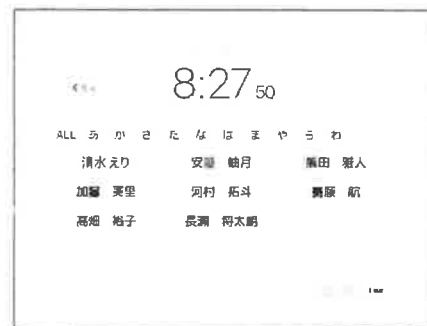 8:27 50
ALL あ か さ た な は ま や ら わ
清水 えり 安 柚月 田 雅人
加 英里 河村 拓斗 原 航
高畑 裕子 長瀬 将太朗